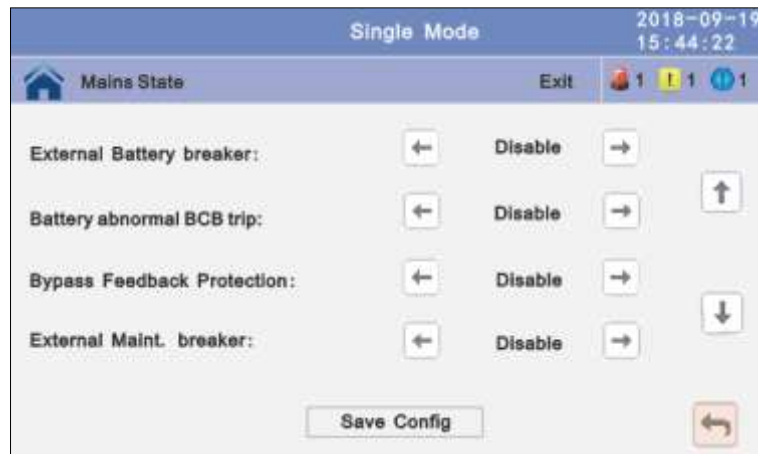 Single Mode
2018-09-19
15:44:22
Mains State Exit 1 ! 1 1
External Battery breaker: ← Disable →
Battery abnormal BCB trip: ← Disable →
Bypass Feedback Protection: ← Disable →
External Maint. breaker: ← Disable →
Save Config